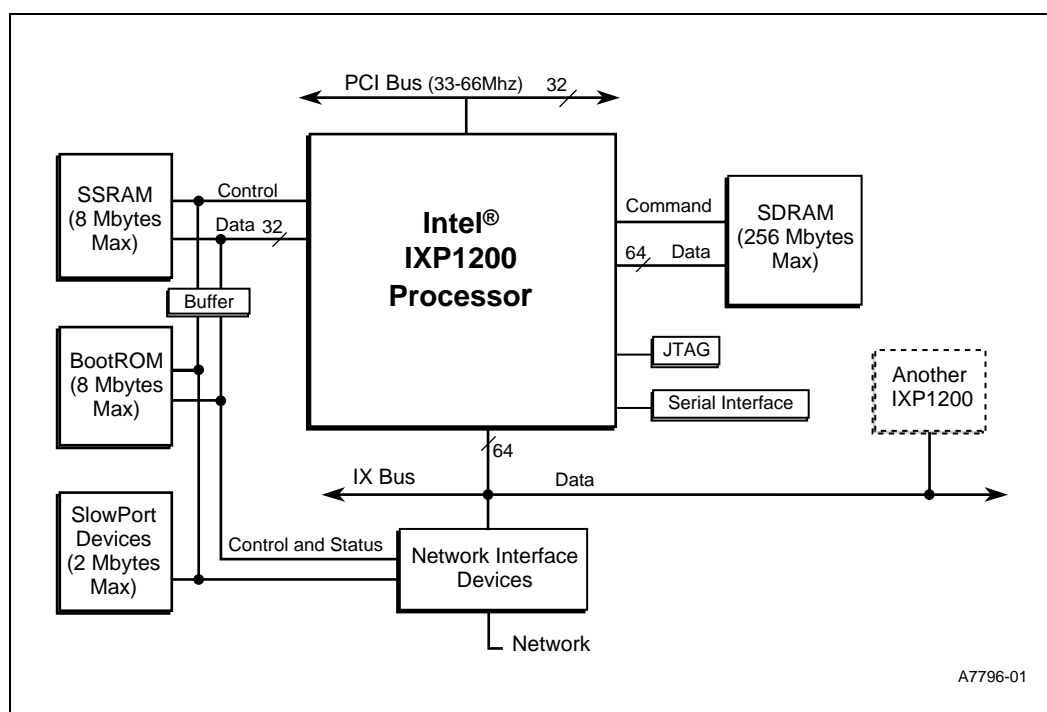 PCI Bus (33-66Mhz) 32
SSRAM
(8 Mbytes
Max)
Control
Data 32
Buffer
BootROM
(8 Mbytes
Max)
SlowPort
Devices
(2 Mbytes
Max)
Intel®
IXP1200
Processor
Command
64 Data
SDRAM
(256 Mbytes
Max)
JTAG
Serial Interface
Another
IXP1200
64
IX Bus
Data
Control and Status
Network Interface
Devices
Network
A7796-01